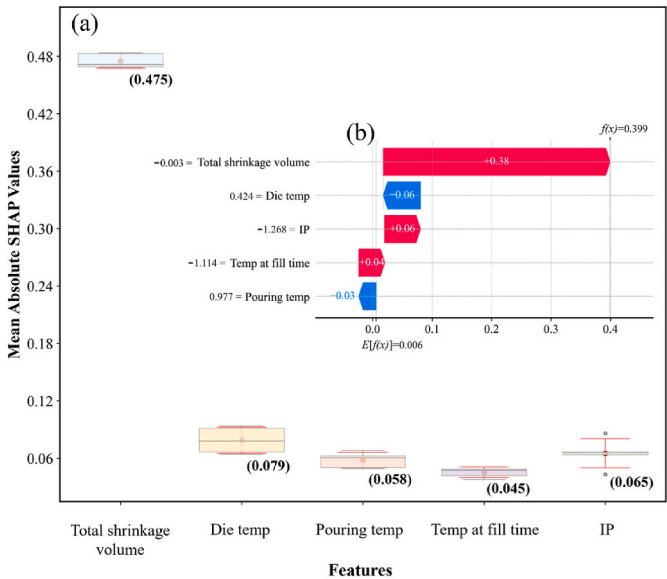 (a)
0.48
0.42
0.36
0.30
0.24
0.18
0.12
0.06
Mean Absolute SHAP Values
(0.475)
(0.079)
(0.058)
(0.045)
(0.065)
Total shrinkage
volume
Die temp
Pouring temp
Temp at fill time
IP
Features
(b)
f(x)=0.399
−0.003 = Total shrinkage volume
+0.38
0.424 = Die temp
−0.06
−1.268 = IP
+0.06
−1.114 = Temp at fill time
+0.04
0.977 = Pouring temp
−0.03
0.0 0.1 0.2 0.3 0.4
E[f(x)]=0.006